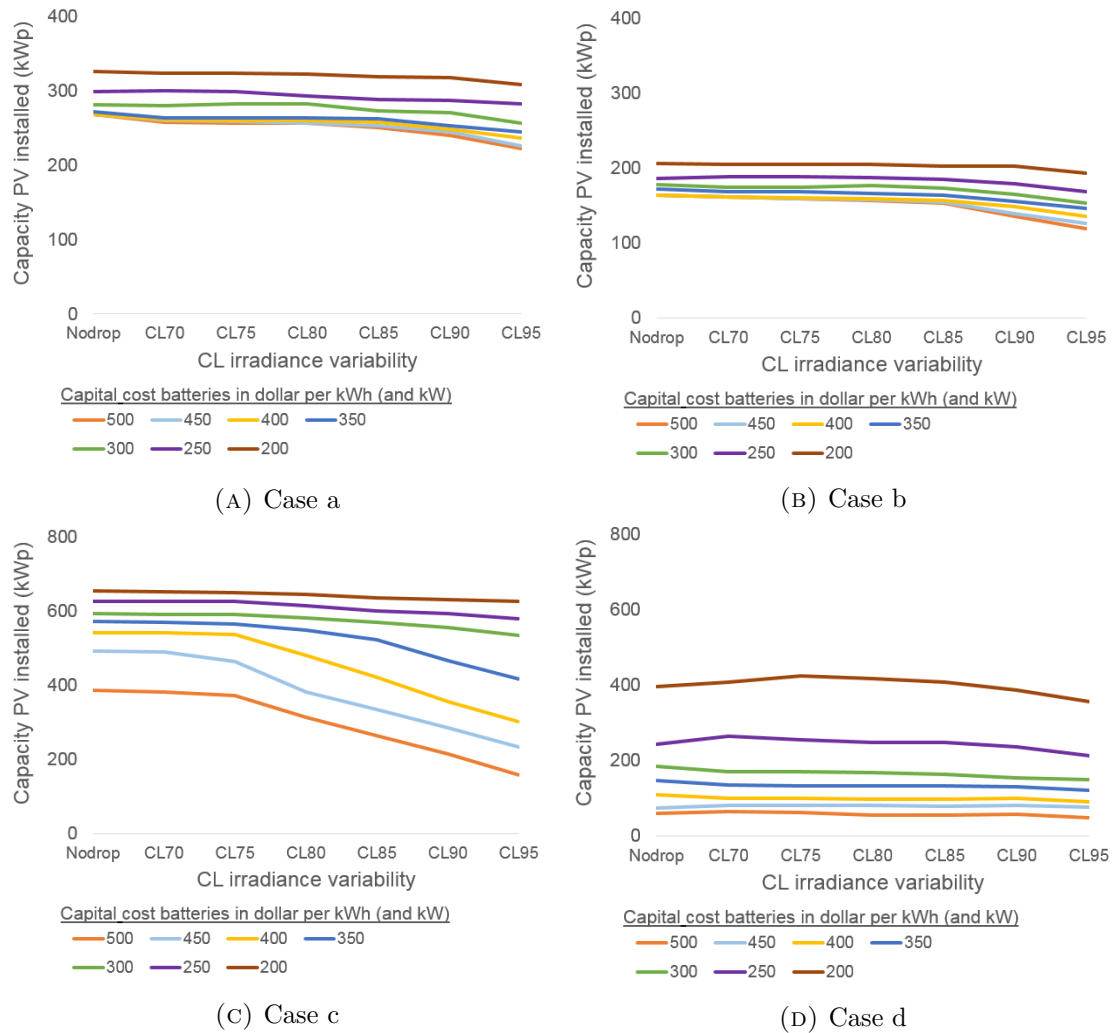 Capacity PV installed (kWp)
400
300
200
100
0
Nodrop CL70 CL75 CL80 CL85 CL90 CL95
CL irradiance variability
Capital cost batteries in dollar per kWh (and kW)
500 450 400 350
300 250 200
(A) Case a
Capacity PV installed (kWp)
400
300
200
100
0
Nodrop CL70 CL75 CL80 CL85 CL90 CL95
CL irradiance variability
Capital cost batteries in dollar per kWh (and kW)
500 450 400 350
300 250 200
(B) Case b
Capacity PV installed (kWp)
800
600
400
200
0
Nodrop CL70 CL75 CL80 CL85 CL90 CL95
CL irradiance variability
Capital cost batteries in dollar per kWh (and kW)
500 450 400 350
300 250 200
(C) Case c
Capacity PV installed (kWp)
800
600
400
200
0
Nodrop CL70 CL75 CL80 CL85 CL90 CL95
CL irradiance variability
Capital cost batteries in dollar per kWh (and kW)
500 450 400 350
300 250 200
(D) Case d